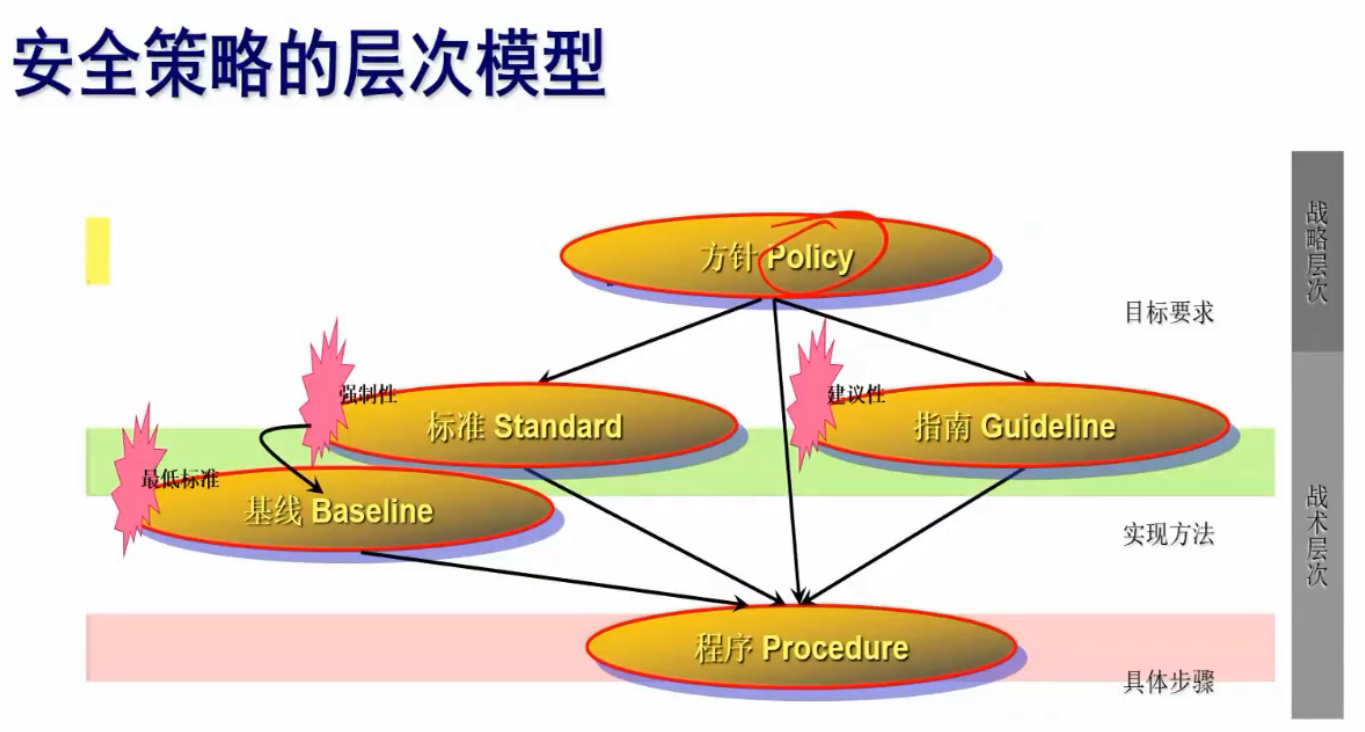 安全策略的层次模型
方针 Policy
目标要求
战略层次
强制性
标准 Standard
建议性
指南 Guideline
最低标准
基线 Baseline
实现方法
战术层次
程序 Procedure
具体步骤